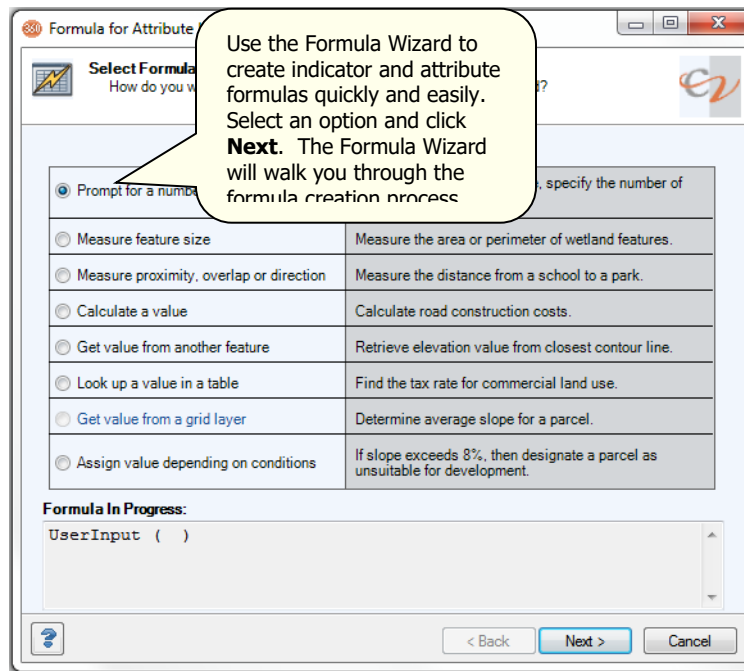 360 Formula for Attribute
Use the Formula Wizard to
create indicator and attribute
formulas quickly and easily.
Select an option and click
Next. The Formula Wizard
will walk you through the
formula creation process
Select Formula
How do you w
?
CV
Prompt for a numbe
, specify the number of
Measure feature size
Measure the area or perimeter of wetland features.
Measure proximity, overlap or direction
Measure the distance from a school to a park.
Calculate a value
Calculate road construction costs.
Get value from another feature
Retrieve elevation value from closest contour line.
Look up a value in a table
Find the tax rate for commercial land use.
Get value from a grid layer
Determine average slope for a parcel.
Assign value depending on conditions
If slope exceeds 8%, then designate a parcel as
unsuitable for development.
Formula In Progress:
UserInput (  )
?
< Back
Next >
Cancel